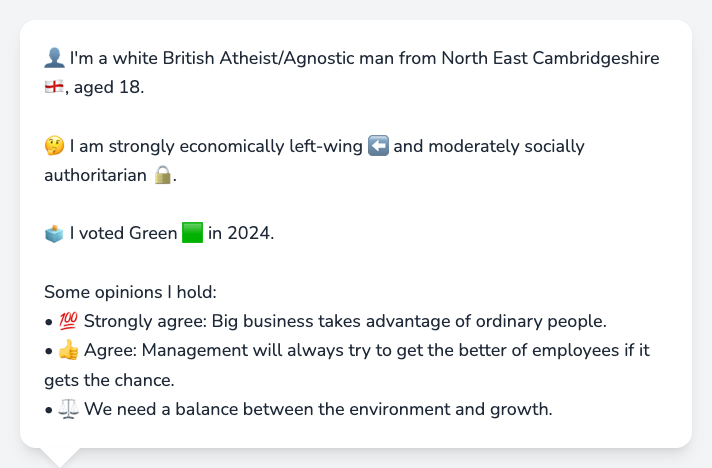 👤 I'm a white British Atheist/Agnostic man from North East Cambridgeshire
🏴󠁧󠁢󠁥󠁮󠁧󠁿, aged 18.
🤔 I am strongly economically left-wing ⬅️ and moderately socially
authoritarian 🔒.
🗳️ I voted Green 🟩 in 2024.
Some opinions I hold:
• 💯 Strongly agree: Big business takes advantage of ordinary people.
• 👍 Agree: Management will always try to get the better of employees if it
gets the chance.
• ⚖️ We need a balance between the environment and growth.